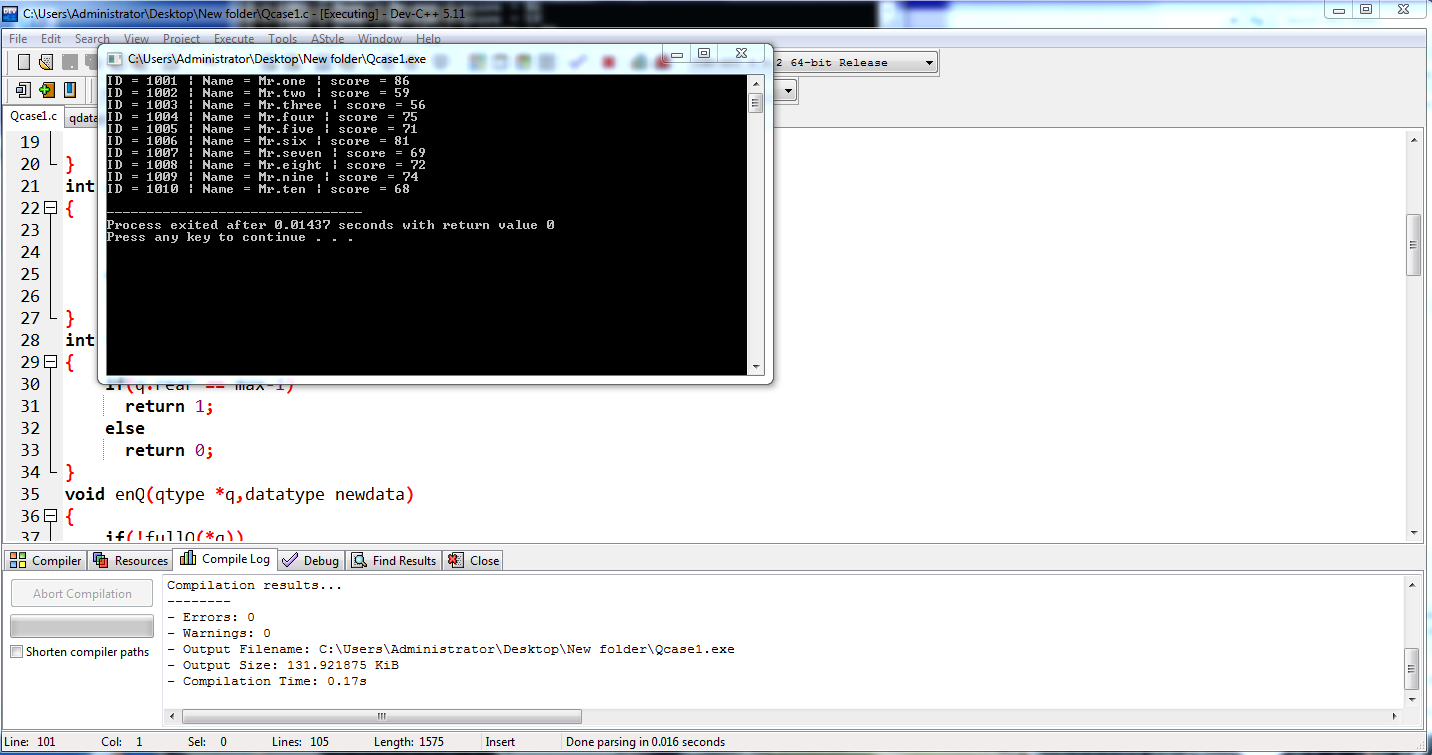 C:\Users\Administrator\Desktop\New folder\Qcase1.c - [Executing] - Dev-C++ 5.11
File Edit Search View Project Execute Tools AStyle Window Help
C:\Users\Administrator\Desktop\New folder\Qcase1.exe
2 64-bit Release
ID = 1001 ¦ Name = Mr.one ¦ score = 86
ID = 1002 ¦ Name = Mr.two ¦ score = 59
ID = 1003 ¦ Name = Mr.three ¦ score = 56
ID = 1004 ¦ Name = Mr.four ¦ score = 75
ID = 1005 ¦ Name = Mr.five ¦ score = 71
ID = 1006 ¦ Name = Mr.six ¦ score = 81
ID = 1007 ¦ Name = Mr.seven ¦ score = 69
ID = 1008 ¦ Name = Mr.eight ¦ score = 72
ID = 1009 ¦ Name = Mr.nine ¦ score = 74
ID = 1010 ¦ Name = Mr.ten ¦ score = 68
--------------------------------
Process exited after 0.01437 seconds with return value 0
Press any key to continue . . .
Qcase1.c qdata
19
20 }
21 int
22 {
23
24
25
26
27 }
28 int
29 {
30 if(q.rear == max-1)
31 return 1;
32 else
33 return 0;
34 }
35 void enQ(qtype *q,datatype newdata)
36 {
37 if(!fullQ(*q))
Compiler Resources Compile Log Debug Find Results Close
Abort Compilation
Shorten compiler paths
Compilation results...
--------
- Errors: 0
- Warnings: 0
- Output Filename: C:\Users\Administrator\Desktop\New folder\Qcase1.exe
- Output Size: 131.921875 KiB
- Compilation Time: 0.17s
Line: 101 Col: 1 Sel: 0 Lines: 105 Length: 1575 Insert Done parsing in 0.016 seconds